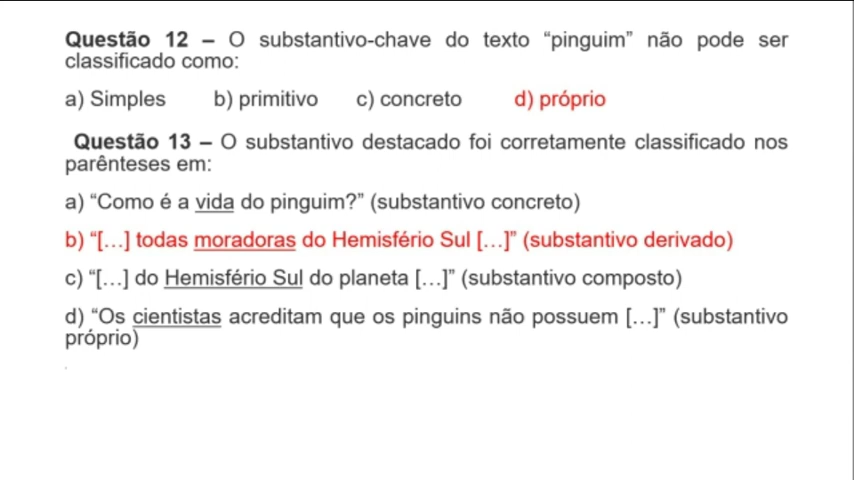 Questão 12 – O substantivo-chave do texto “pinguim” não pode ser
classificado como:
a) Simples b) primitivo c) concreto d) próprio
Questão 13 – O substantivo destacado foi corretamente classificado nos
parênteses em:
a) “Como é a vida do pinguim?” (substantivo concreto)
b) “[…] todas moradoras do Hemisfério Sul […]” (substantivo derivado)
c) “[…] do Hemisfério Sul do planeta […]” (substantivo composto)
d) “Os cientistas acreditam que os pinguins não possuem […]” (substantivo
próprio)